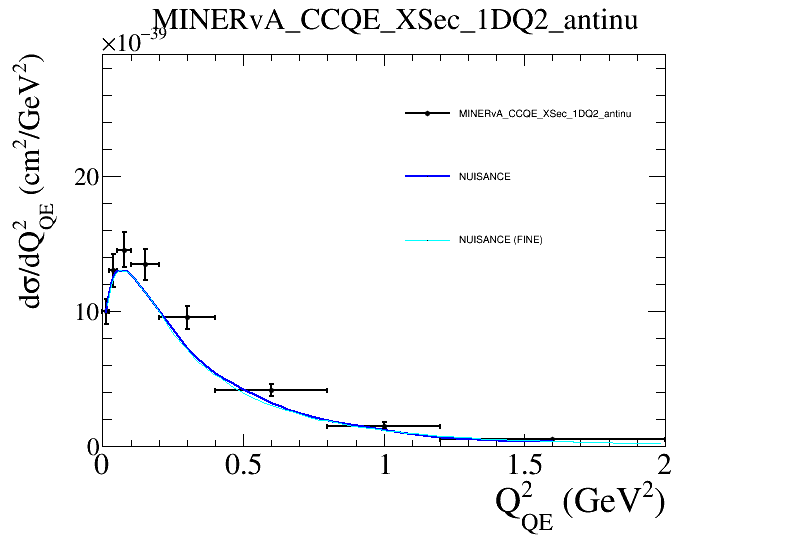 MINERvA_CCQE_XSec_1DQ2_antinu
×10⁻³⁹
dσ/dQ²_QE (cm²/GeV²)
MINERvA_CCQE_XSec_1DQ2_antinu
NUISANCE
NUISANCE (FINE)
20
10
0
0 0.5 1 1.5 2
Q²_QE (GeV²)